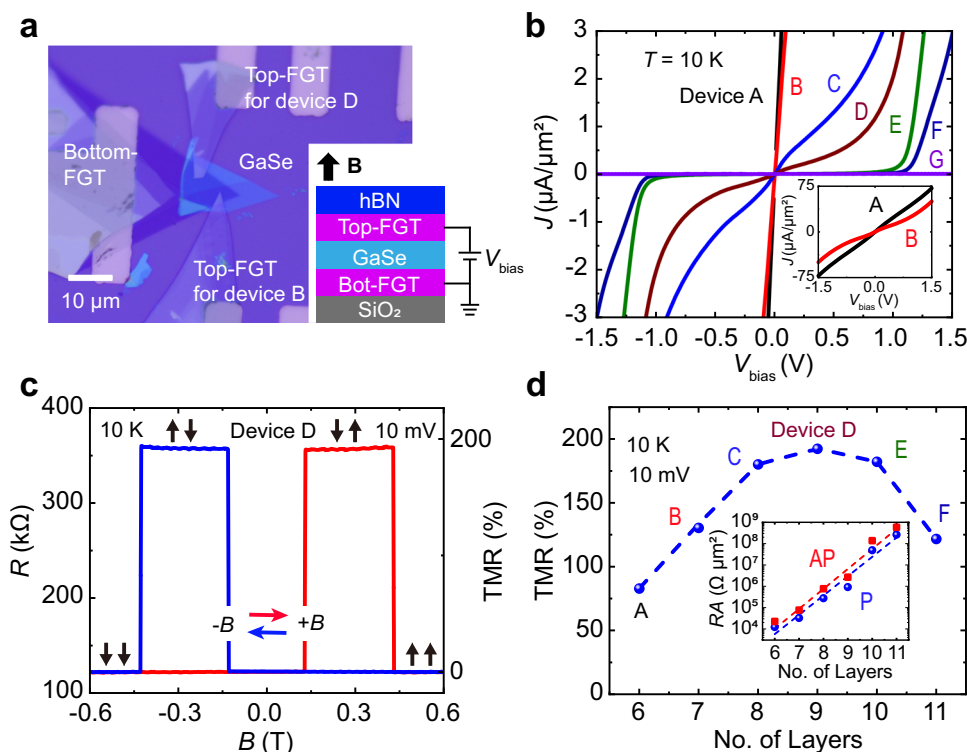 a
Top-FGT
for device D
Bottom-
FGT
GaSe
Top-FGT
for device B
10 µm
B
hBN
Top-FGT
GaSe
Bot-FGT
SiO₂
V_bias
b
3
2
1
0
-1
-2
-3
J (µA/µm²)
T = 10 K
Device A
B
C
D
E
F
G
75
0
-75
J (µA/µm²)
A
B
-1.5 0.0 1.5
V_bias (V)
-1.5 -1.0 -0.5 0.0 0.5 1.0 1.5
V_bias (V)
c
400
350
300
250
200
150
100
R (kΩ)
10 K
Device D
10 mV
200
0
TMR (%)
-B
+B
-0.6 -0.3 0.0 0.3 0.6
B (T)
d
200
150
100
50
0
TMR (%)
10 K
10 mV
A
B
C
Device D
E
F
10⁹
10⁸
10⁷
10⁶
10⁵
10⁴
RA (Ω µm²)
AP
P
6 7 8 9 10 11
No. of Layers
6 7 8 9 10 11
No. of Layers